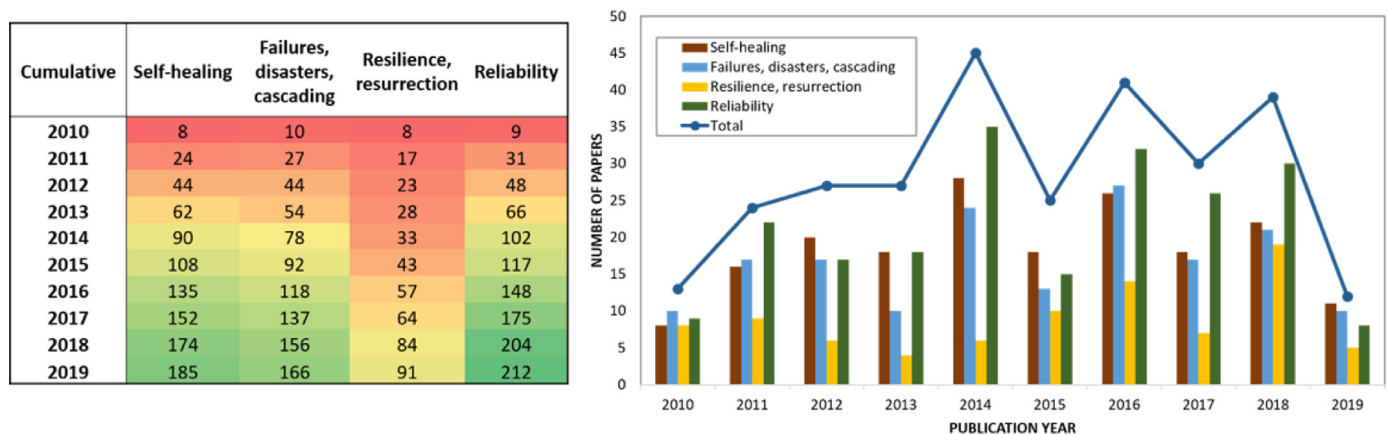 Cumulative Self-healing Failures, disasters, cascading Resilience, resurrection Reliability
2010 8 10 8 9
2011 24 27 17 31
2012 44 44 23 48
2013 62 54 28 66
2014 90 78 33 102
2015 108 92 43 117
2016 135 118 57 148
2017 152 137 64 175
2018 174 156 84 204
2019 185 166 91 212
NUMBER OF PAPERS
50
45
40
35
30
25
20
15
10
5
0
Self-healing
Failures, disasters, cascading
Resilience, resurrection
Reliability
Total
2010 2011 2012 2013 2014 2015 2016 2017 2018 2019
PUBLICATION YEAR